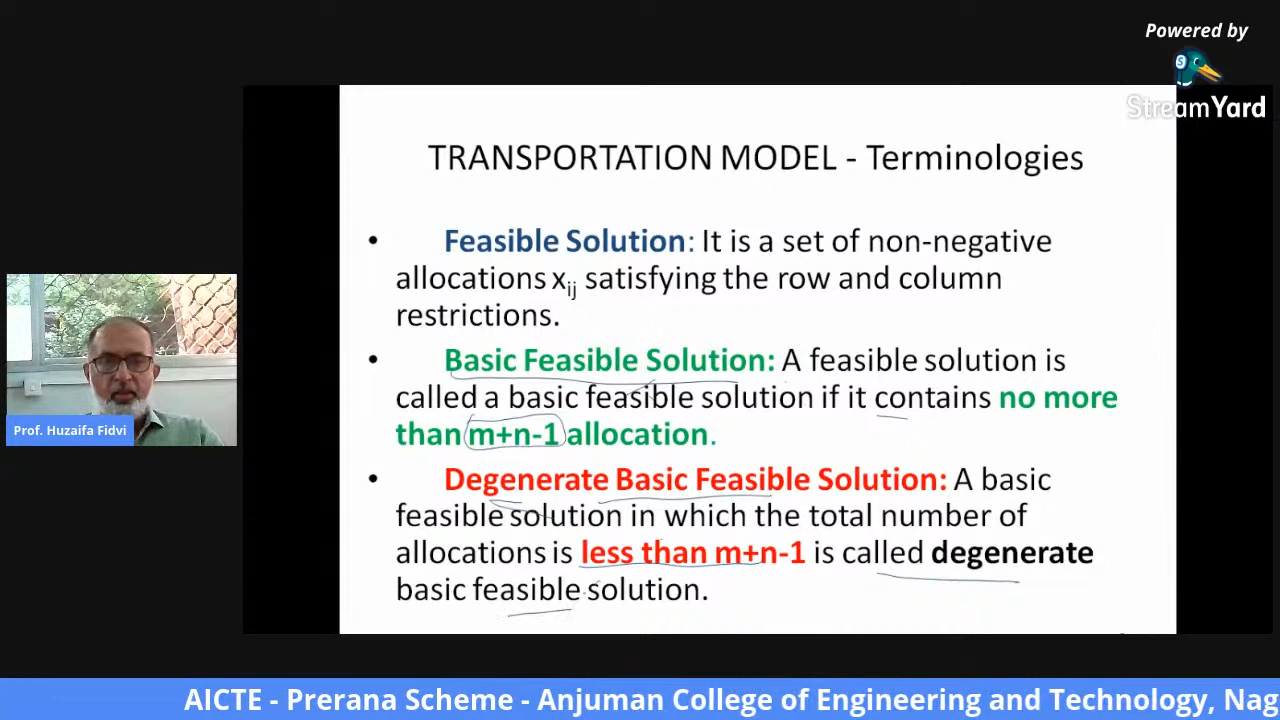 Powered by
StreamYard
TRANSPORTATION MODEL - Terminologies
• Feasible Solution: It is a set of non-negative
allocations xij satisfying the row and column
restrictions.
• Basic Feasible Solution: A feasible solution is
called a basic feasible solution if it contains no more
than m+n-1 allocation.
• Degenerate Basic Feasible Solution: A basic
feasible solution in which the total number of
allocations is less than m+n-1 is called degenerate
basic feasible solution.
Prof. Huzaifa Fidvi
AICTE - Prerana Scheme - Anjuman College of Engineering and Technology, Nag